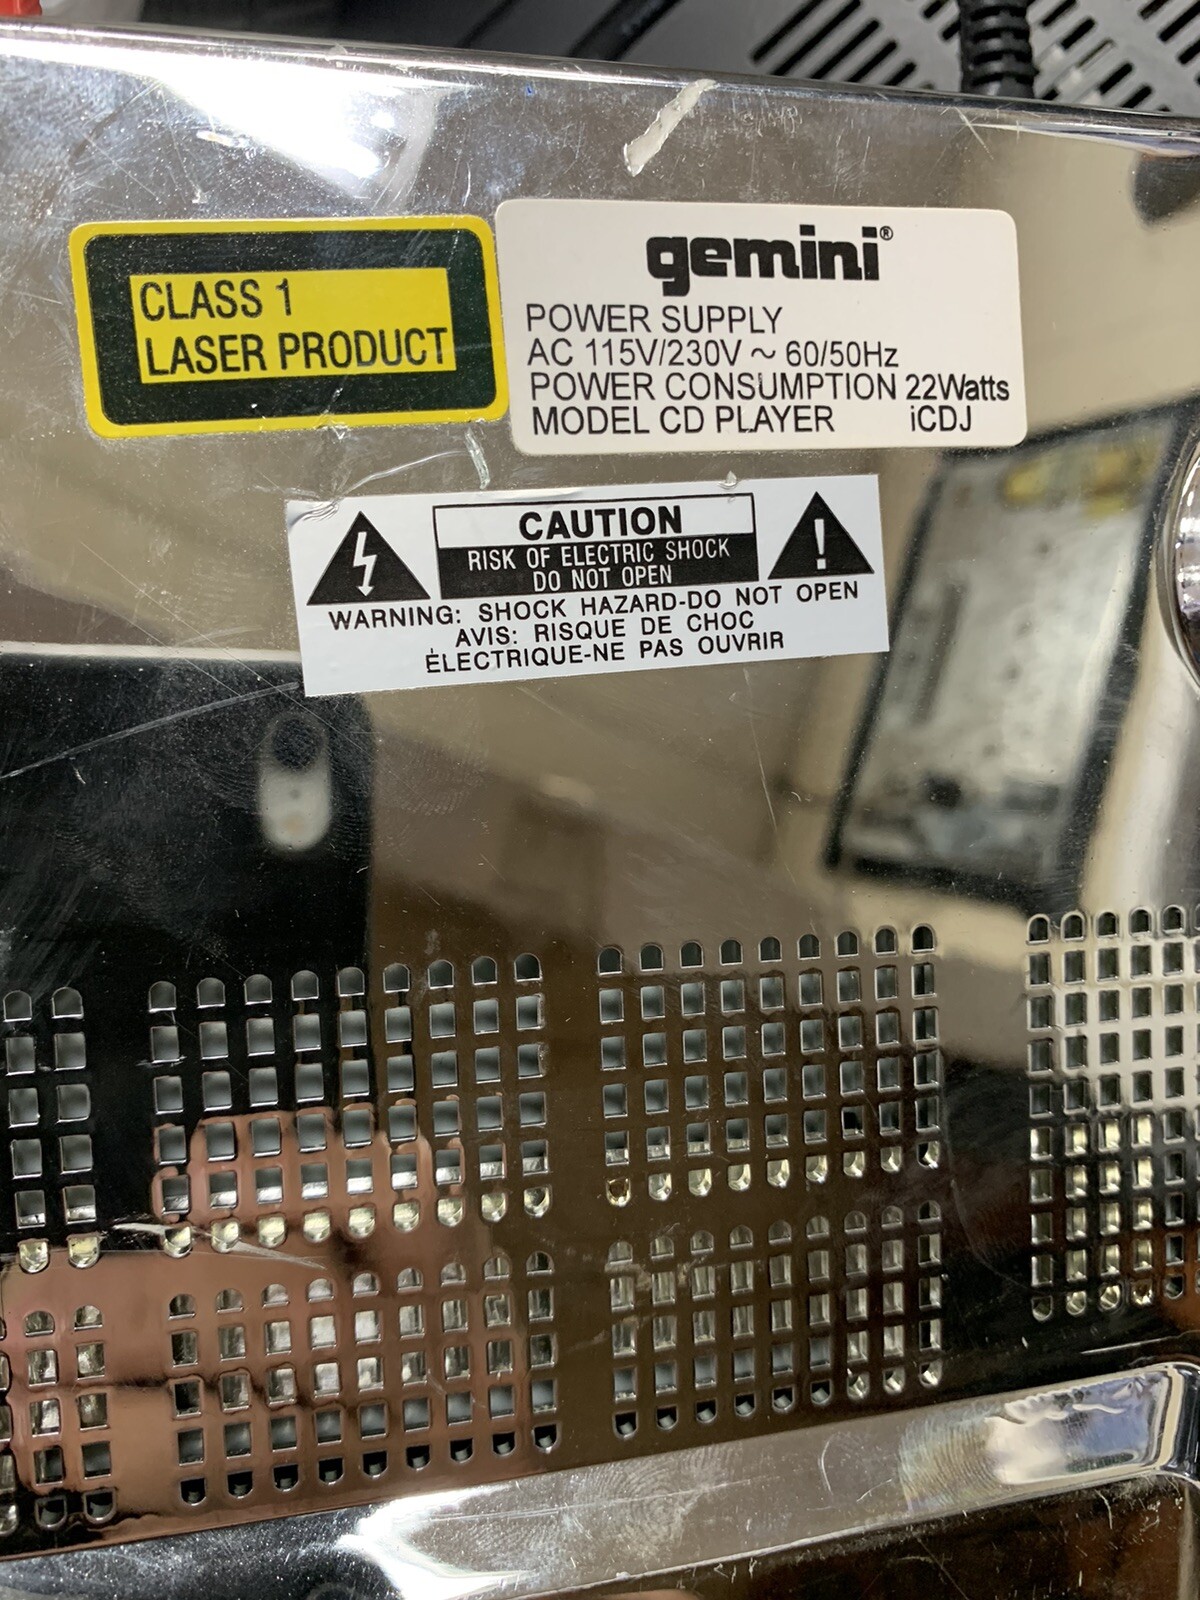 CLASS 1
LASER PRODUCT
gemini®
POWER SUPPLY
AC 115V/230V ~ 60/50Hz
POWER CONSUMPTION 22Watts
MODEL CD PLAYER iCDJ
CAUTION
RISK OF ELECTRIC SHOCK
DO NOT OPEN
WARNING: SHOCK HAZARD-DO NOT OPEN
AVIS: RISQUE DE CHOC
ÉLECTRIQUE-NE PAS OUVRIR